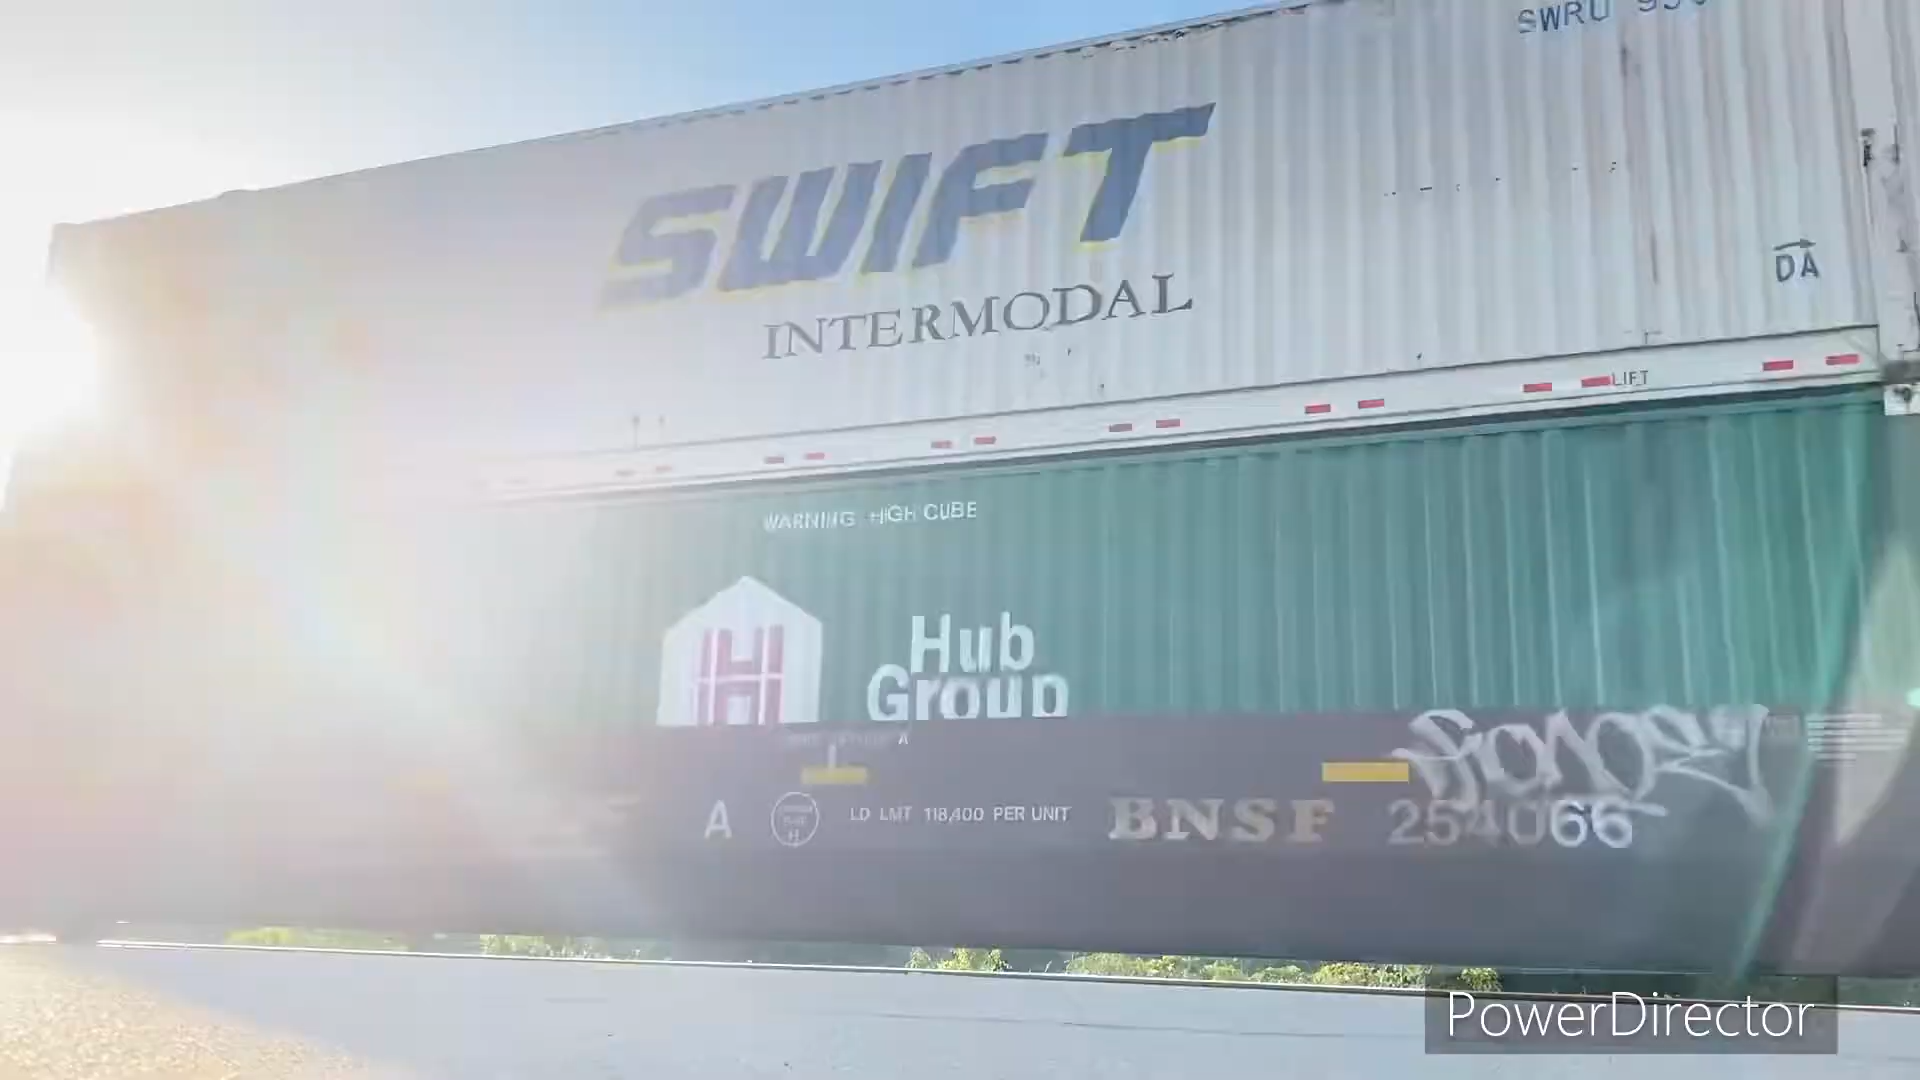 SWRU
SWIFT
INTERMODAL
DA
LIFT
WARNING HIGH CUBE
H
Hub
Group
A
A
H
LD LMT 118,400 PER UNIT
BNSF 254066
PowerDirector